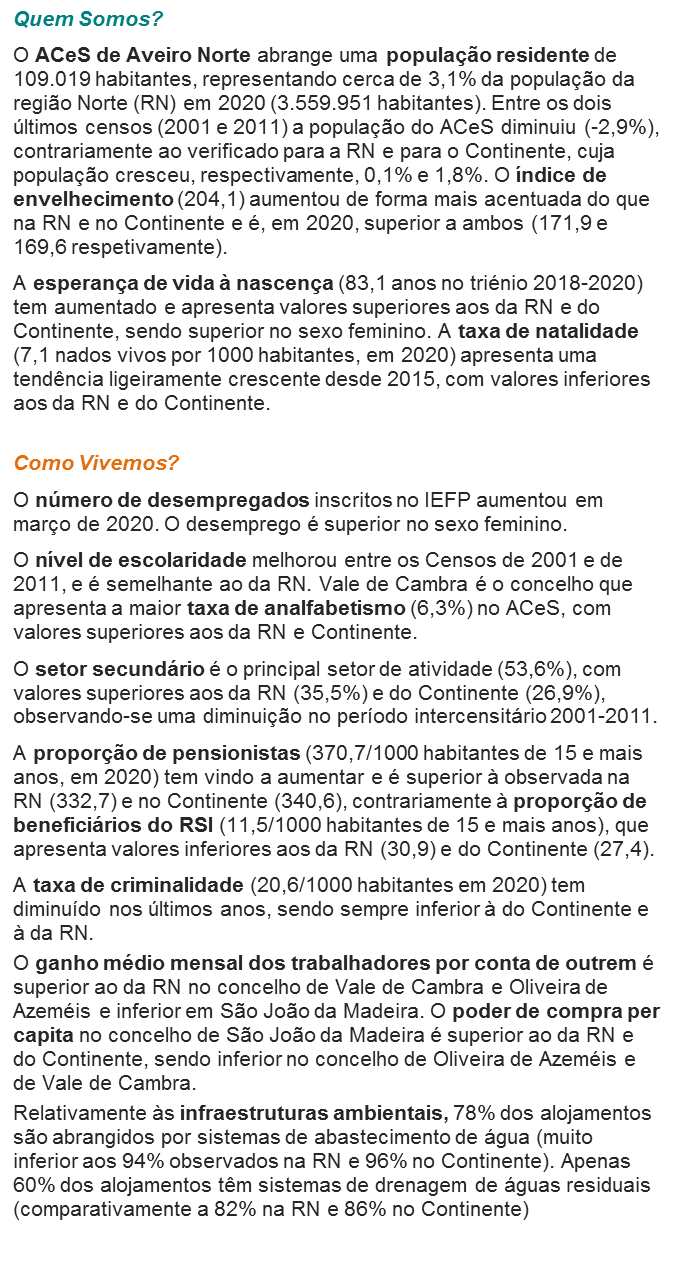 Quem Somos?
O ACeS de Aveiro Norte abrange uma população residente de
109.019 habitantes, representando cerca de 3,1% da população da
região Norte (RN) em 2020 (3.559.951 habitantes). Entre os dois
últimos censos (2001 e 2011) a população do ACeS diminuiu (-2,9%),
contrariamente ao verificado para a RN e para o Continente, cuja
população cresceu, respectivamente, 0,1% e 1,8%. O índice de
envelhecimento (204,1) aumentou de forma mais acentuada do que
na RN e no Continente e é, em 2020, superior a ambos (171,9 e
169,6 respetivamente).
A esperança de vida à nascença (83,1 anos no triénio 2018-2020)
tem aumentado e apresenta valores superiores aos da RN e do
Continente, sendo superior no sexo feminino. A taxa de natalidade
(7,1 nados vivos por 1000 habitantes, em 2020) apresenta uma
tendência ligeiramente crescente desde 2015, com valores inferiores
aos da RN e do Continente.
Como Vivemos?
O número de desempregados inscritos no IEFP aumentou em
março de 2020. O desemprego é superior no sexo feminino.
O nível de escolaridade melhorou entre os Censos de 2001 e de
2011, e é semelhante ao da RN. Vale de Cambra é o concelho que
apresenta a maior taxa de analfabetismo (6,3%) no ACeS, com
valores superiores aos da RN e Continente.
O setor secundário é o principal setor de atividade (53,6%), com
valores superiores aos da RN (35,5%) e do Continente (26,9%),
observando-se uma diminuição no período intercensitário 2001-2011.
A proporção de pensionistas (370,7/1000 habitantes de 15 e mais
anos, em 2020) tem vindo a aumentar e é superior à observada na
RN (332,7) e no Continente (340,6), contrariamente à proporção de
beneficiários do RSI (11,5/1000 habitantes de 15 e mais anos), que
apresenta valores inferiores aos da RN (30,9) e do Continente (27,4).
A taxa de criminalidade (20,6/1000 habitantes em 2020) tem
diminuído nos últimos anos, sendo sempre inferior à do Continente e
à da RN.
O ganho médio mensal dos trabalhadores por conta de outrem é
superior ao da RN no concelho de Vale de Cambra e Oliveira de
Azeméis e inferior em São João da Madeira. O poder de compra per
capita no concelho de São João da Madeira é superior ao da RN e
do Continente, sendo inferior no concelho de Oliveira de Azeméis e
de Vale de Cambra.
Relativamente às infraestruturas ambientais, 78% dos alojamentos
são abrangidos por sistemas de abastecimento de água (muito
inferior aos 94% observados na RN e 96% no Continente). Apenas
60% dos alojamentos têm sistemas de drenagem de águas residuais
(comparativamente a 82% na RN e 86% no Continente)